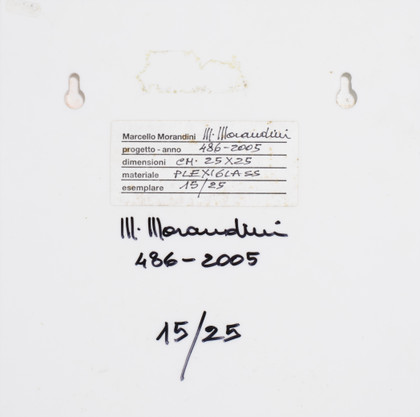 Marcello Morandini M. Morandini
progetto - anno 486-2005
dimensioni CM. 25X25
materiale PLEXIGLASS
esemplare 15/25
M. Morandini
486-2005
15/25